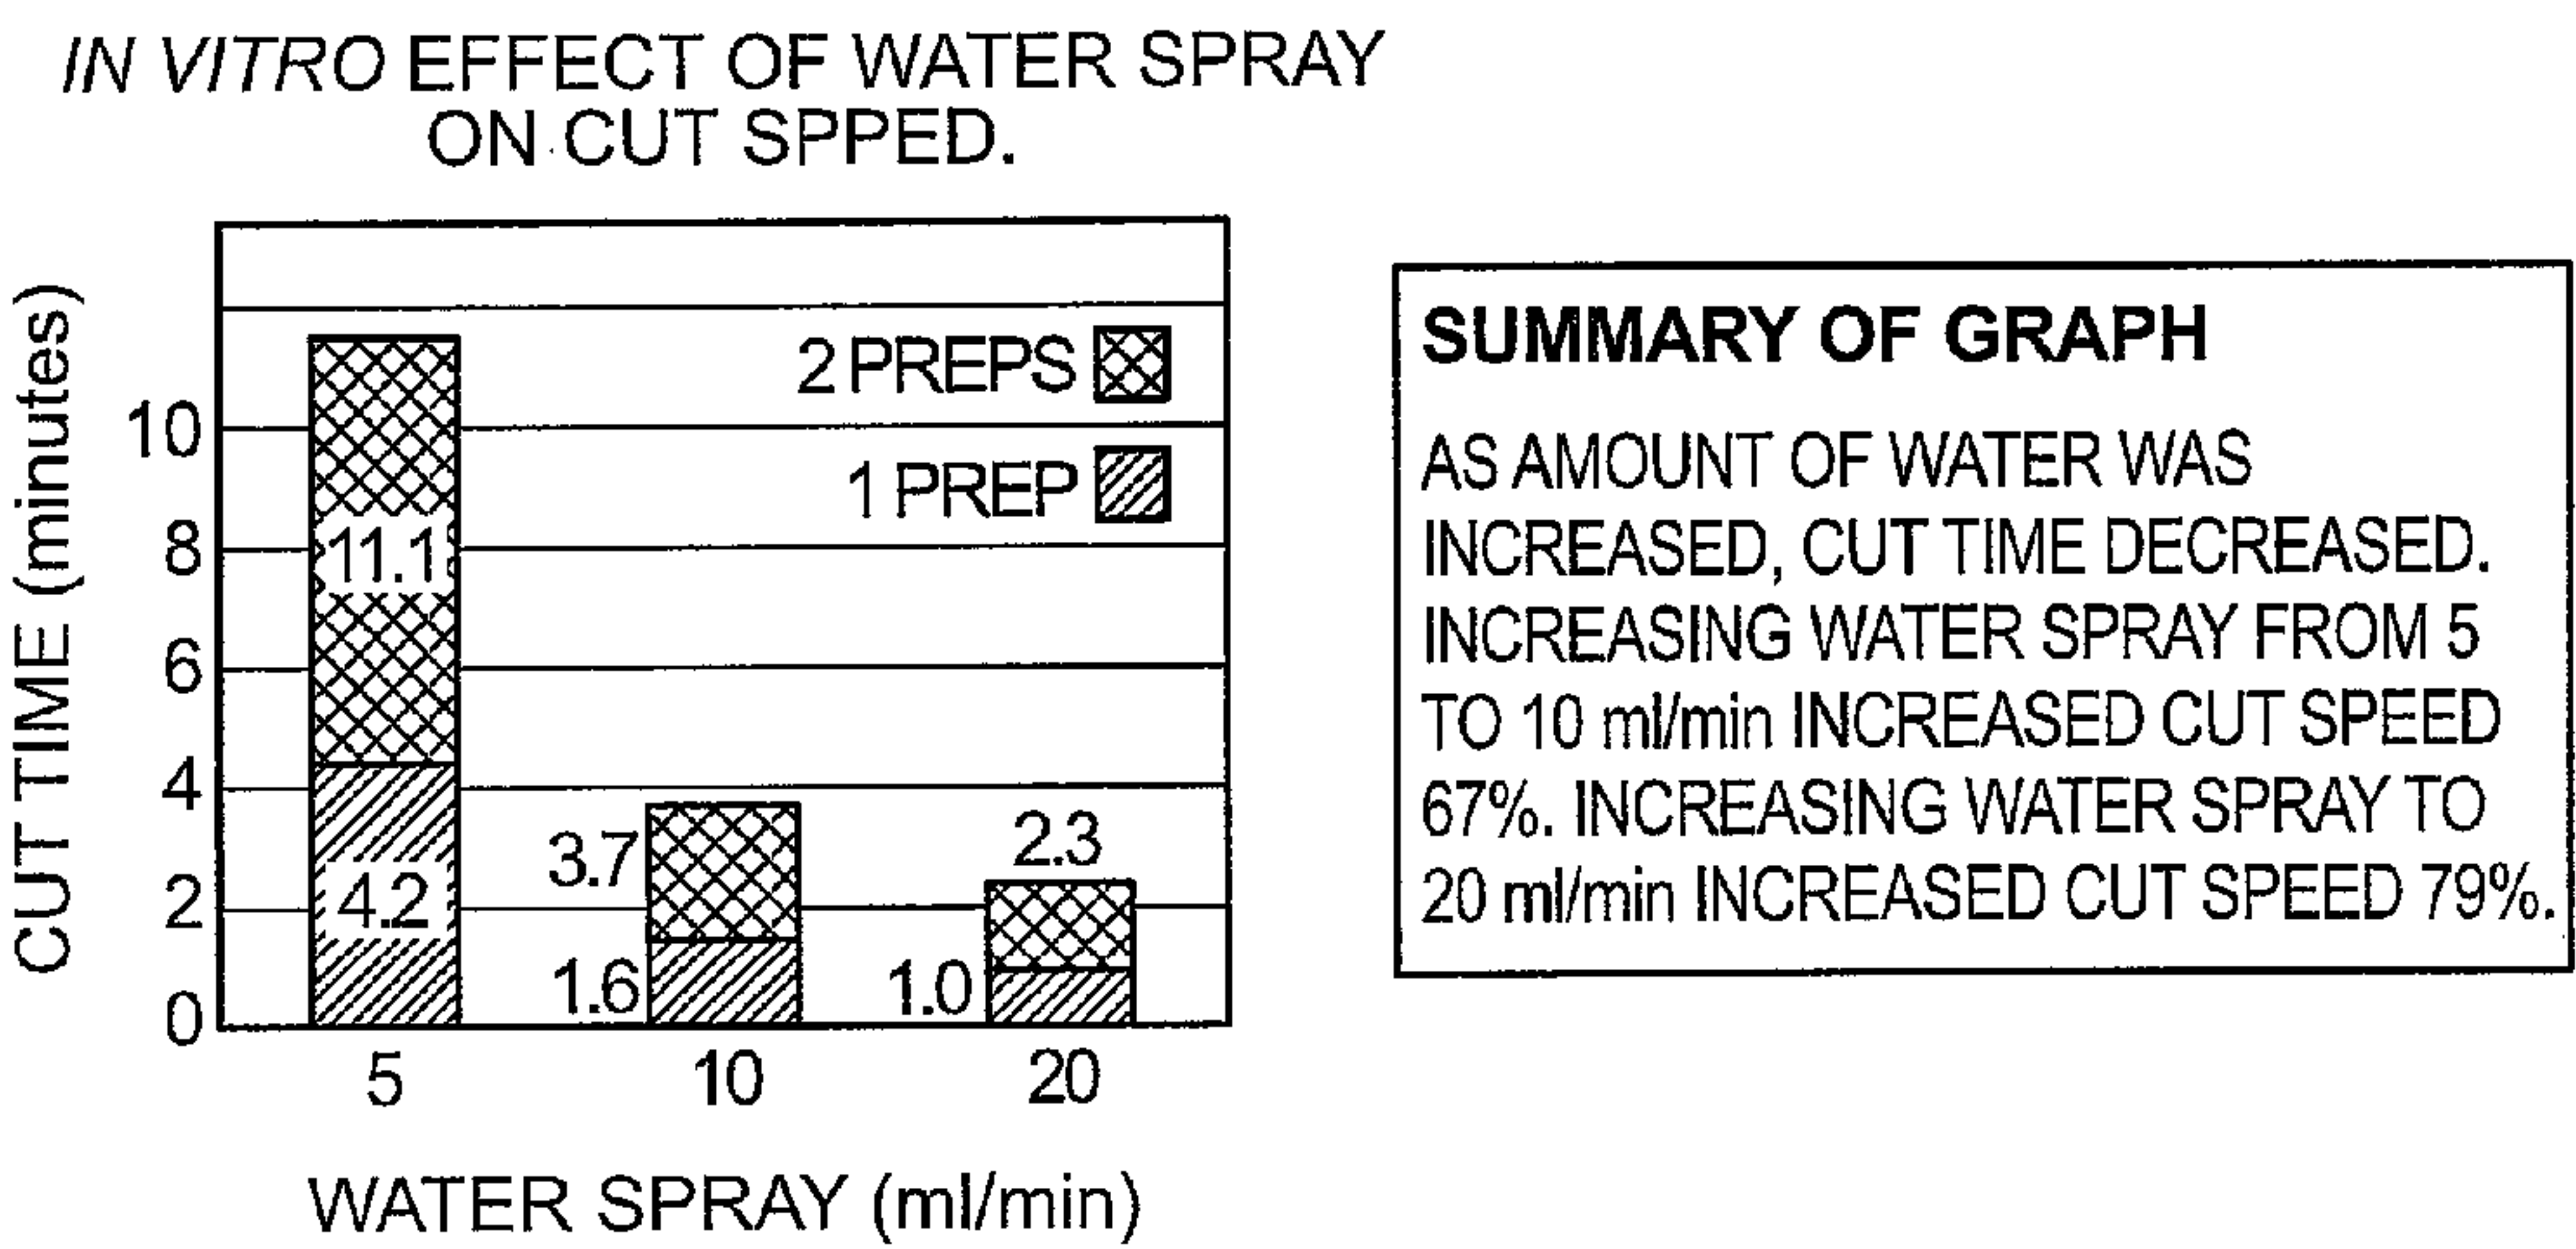 IN VITRO EFFECT OF WATER SPRAY
ON CUT SPPED.
CUT TIME (minutes)
10
8
6
4
2
0
2 PREPS
1 PREP
11.1
4.2
3.7
1.6
2.3
1.0
5
10
20
WATER SPRAY (ml/min)
SUMMARY OF GRAPH
AS AMOUNT OF WATER WAS
INCREASED, CUT TIME DECREASED.
INCREASING WATER SPRAY FROM 5
TO 10 ml/min INCREASED CUT SPEED
67%. INCREASING WATER SPRAY TO
20 ml/min INCREASED CUT SPEED 79%.